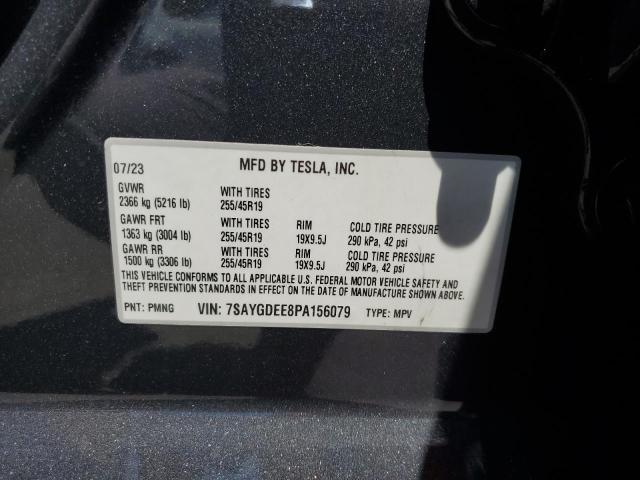 07/23 MFD BY TESLA, INC.
GVWR WITH TIRES
2366 kg (5216 lb) 255/45R19
GAWR FRT WITH TIRES RIM COLD TIRE PRESSURE
1363 kg (3004 lb) 255/45R19 19X9.5J 290 kPa, 42 psi
GAWR RR WITH TIRES RIM COLD TIRE PRESSURE
1500 kg (3306 lb) 255/45R19 19X9.5J 290 kPa, 42 psi
THIS VEHICLE CONFORMS TO ALL APPLICABLE U.S. FEDERAL MOTOR VEHICLE SAFETY AND
THEFT PREVENTION STANDARDS IN EFFECT ON THE DATE OF MANUFACTURE SHOWN ABOVE.
PNT: PMNG VIN: 7SAYGDEE8PA156079 TYPE: MPV